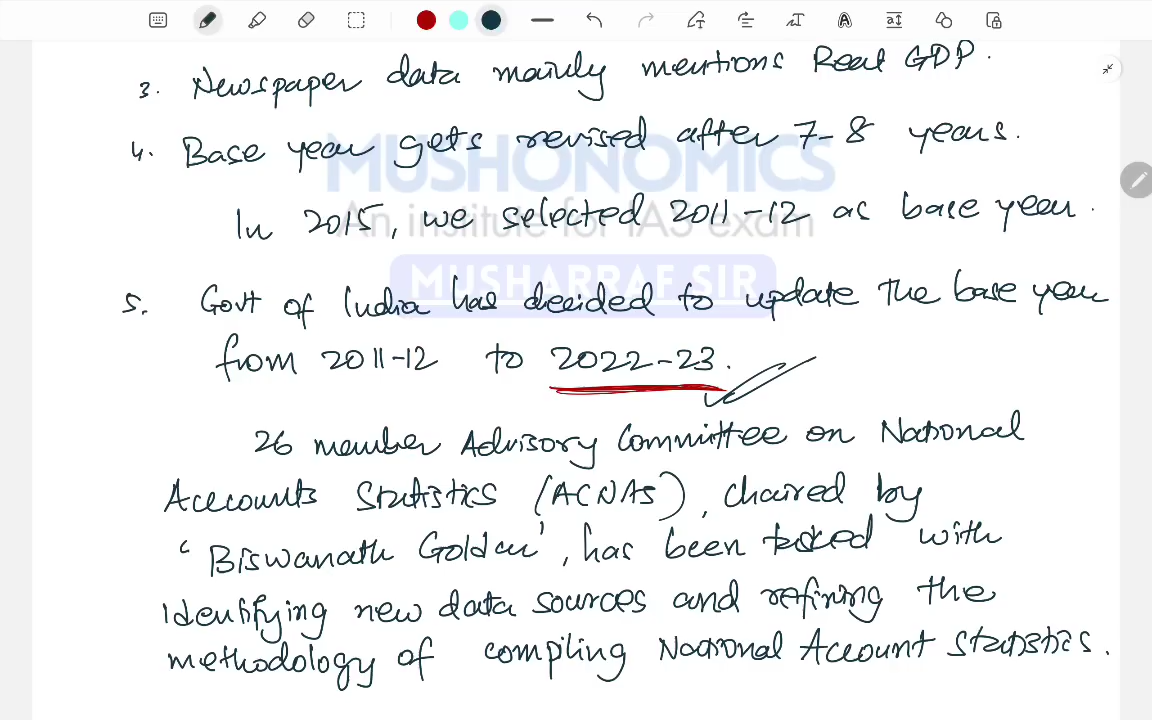 3. Newspaper data mainly mentions Real GDP.
4. Base year gets revised after 7-8 years.
MUSHONOMICS
In 2015, we selected 2011-12 as base year.
An institute for IAS exam
MUSHARRAF SIR
5. Govt of India has decided to update the base year
from 2011-12 to 2022-23.
26 member Advisory Committee on National
Accounts Statistics (ACNAS), chaired by
'Biswanath Goldar', has been tasked with
identifying new data sources and refining the
methodology of compiling National Account Statistics.